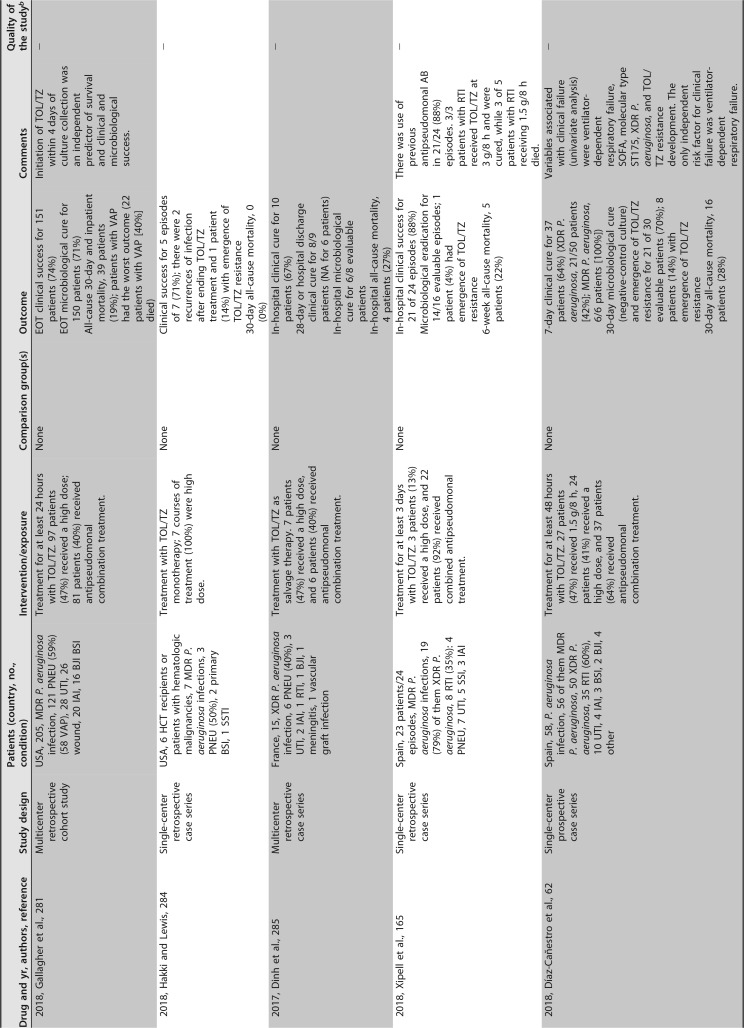 Drug and yr, authors, reference
Study design
Patients (country, no.,
condition)
Intervention/exposure
Comparison group(s)
Outcome
Comments
Quality of
the study^b
2018, Gallagher et al., 281
Multicenter
retrospective
cohort study
USA, 205, MDR P. aeruginosa
infection, 121 PNEU (59%)
(58 VAP), 28 UTI, 26
wound, 20 IAI, 16 BJI BSI
Treatment for at least 24 hours
with TOL/TZ. 97 patients
(47%) received a high dose;
81 patients (40%) received
antipseudomonal
combination treatment.
None
EOT clinical success for 151
patients (74%)
EOT microbiological cure for
150 patients (71%)
All-cause 30-day and inpatient
mortality, 39 patients
(19%); patients with VAP
had the worst outcome (22
patients with VAP [40%]
died)
Initiation of TOL/TZ
within 4 days of
culture collection was
an independent
predictor of survival
and clinical and
microbiological
success.
–
2018, Hakki and Lewis, 284
Single-center
retrospective
case series
USA, 6 HCT recipients or
patients with hematologic
malignancies, 7 MDR P.
aeruginosa infections, 3
PNEU (50%), 2 primary
BSI, 1 SSTI
Treatment with TOL/TZ
monotherapy; 7 courses of
treatment (100%) were high
dose.
None
Clinical success for 5 episodes
of 7 (71%); there were 2
recurrences of infection
after ending TOL/TZ
treatment and 1 patient
(14%) with emergence of
TOL/TZ resistance
30-day all-cause mortality, 0
(0%)
–
2017, Dinh et al., 285
Multicenter
retrospective
case series
France, 15, XDR P. aeruginosa
infection, 6 PNEU (40%), 3
UTI, 2 IAI, 1 RTI, 1 BJI, 1
meningitis, 1 vascular
graft infection
Treatment with TOL/TZ as
salvage therapy. 7 patients
(47%) received a high dose,
and 6 patients (40%) received
antipseudomonal
combination treatment.
None
In-hospital clinical cure for 10
patients (67%)
28-day or hospital discharge
clinical cure for 8/9
patients (NA for 6 patients)
In-hospital microbiological
cure for 6/8 evaluable
patients
In-hospital all-cause mortality,
4 patients (27%)
–
2018, Xipell et al., 165
Single-center
retrospective
case series
Spain, 23 patients/24
episodes, MDR P.
aeruginosa infections, 19
(79%) of them XDR P.
aeruginosa, 8 RTI (35%): 4
PNEU, 7 UTI, 5 SSI, 3 IAI
Treatment for at least 3 days
with TOL/TZ. 3 patients (13%)
received a high dose, and 22
patients (92%) received
combined antipseudomonal
treatment.
None
In-hospital clinical success for
21 of 24 episodes (88%)
Microbiological eradication for
14/16 evaluable episodes; 1
patient (4%) had
emergence of TOL/TZ
resistance
6-week all-cause mortality, 5
(22%)
There was use of
previous
antipseudomonal AB
in 21/24 (88%)
episodes. 3/3
patients with RTI
received TOL/TZ at
3 g/8 h and were
cured, while 3 of 5
patients with RTI
receiving 1.5 g/8 h
died.
–
2018, Díaz-Cañestro et al., 62
Single-center
prospective
case series
Spain, 58, P. aeruginosa
infection, 56 of them MDR
P. aeruginosa, 50 XDR P.
aeruginosa, 35 RTI (60%),
10 UTI, 4 IAI, 3 BSI, 2 BJI, 4
other
Treatment for at least 48 hours
with TOL/TZ. 27 patients
(47%) received 1.5 g/8 h, 24
patients (41%) received a
high dose, and 37 patients
(64%) received
antipseudomonal
combination treatment.
None
7-day clinical cure for 37
patients (64%) (XDR P.
aeruginosa, 21/50 patients
[42%]; MDR P. aeruginosa,
6/6 patients [100%])
30-day microbiological cure
(negative-control culture)
and emergence of TOL/TZ
resistance for 21 of 30
evaluable patients (70%); 8
patients (14%) with
emergence of TOL/TZ
resistance
30-day all-cause mortality, 16
patients (28%)
Variables associated
with clinical failure
(univariate analysis)
were ventilator-
dependent
respiratory failure,
SOFA, molecular type
ST175, XDR P.
aeruginosa, and TOL/
TZ resistance
development. The
only independent
risk factor for clinical
failure was ventilator-
dependent
respiratory failure.
–